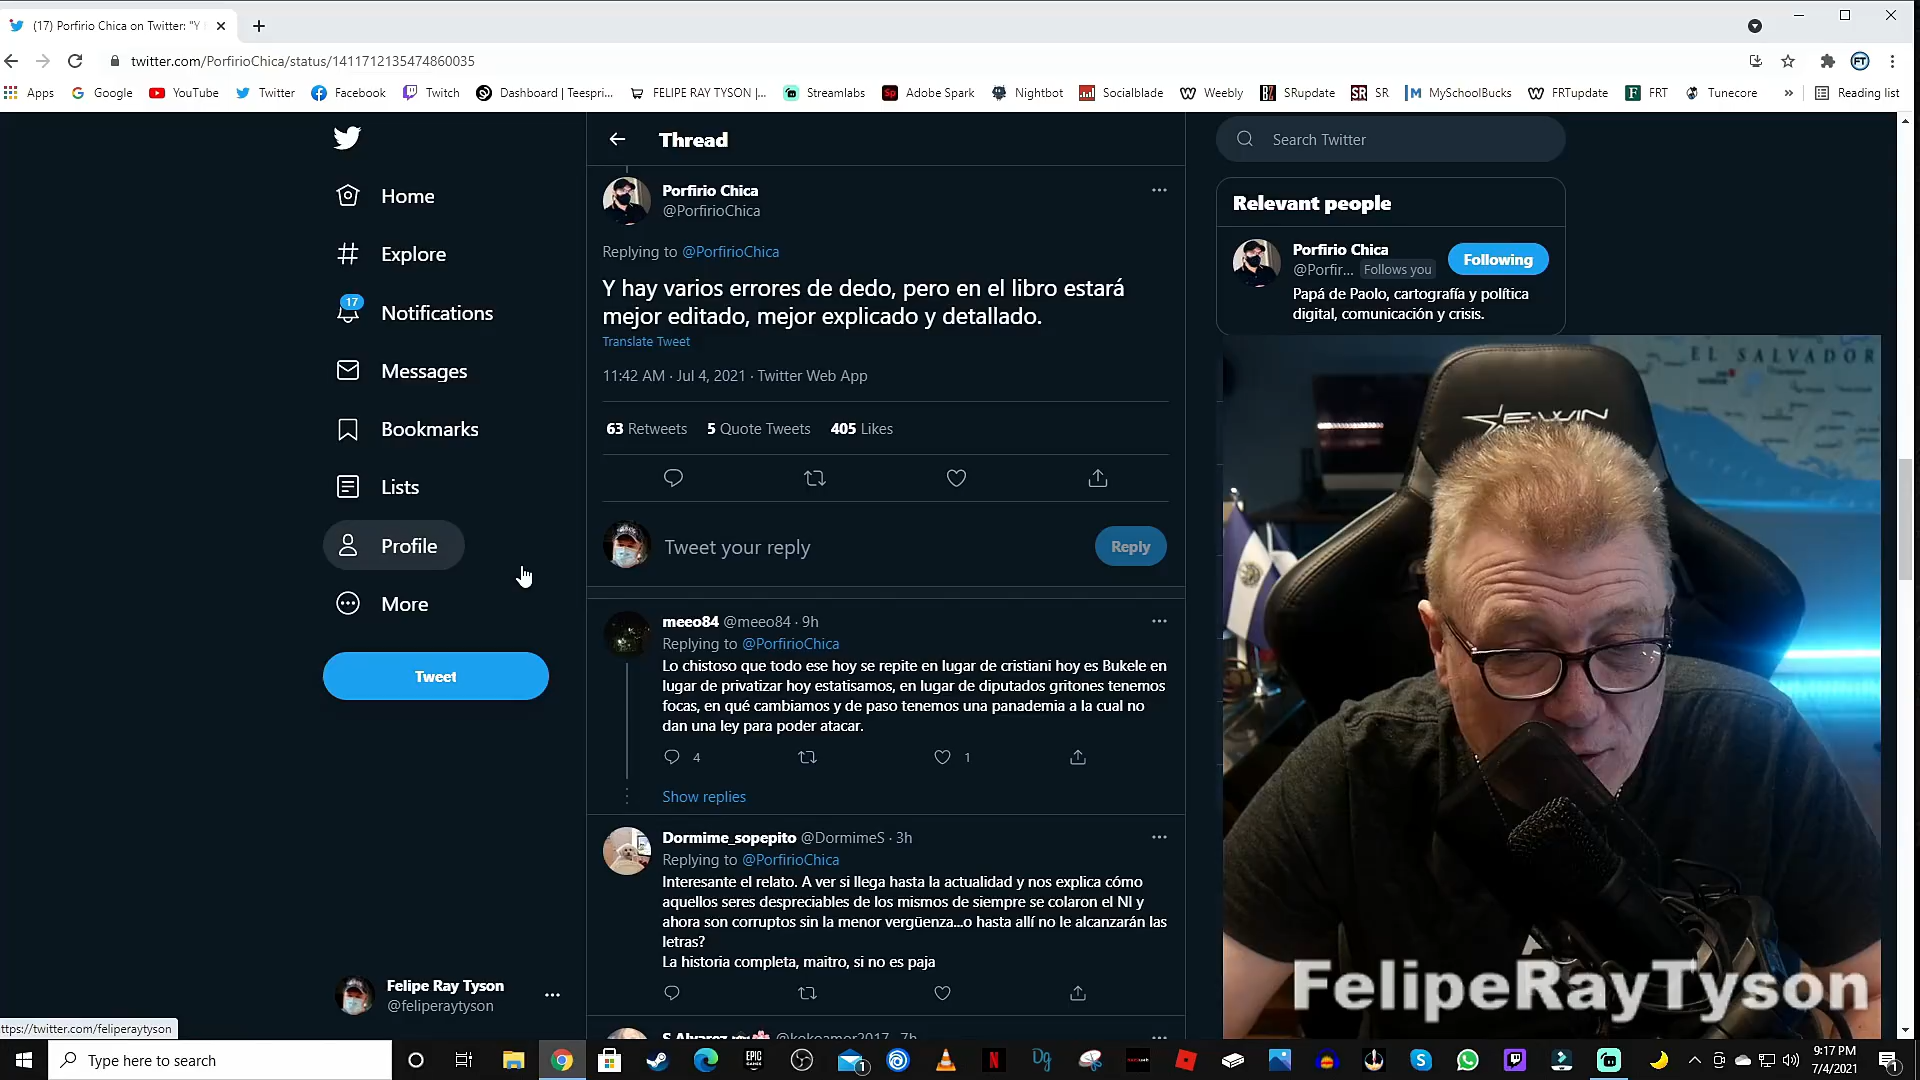 (17) Porfirio Chica on Twitter: "Y
twitter.com/PorfirioChica/status/1411712135474860035
Apps
Google
YouTube
Twitter
Facebook
Twitch
Dashboard | Teespri...
FELIPE RAY TYSON |...
Streamlabs
Adobe Spark
Nightbot
Socialblade
Weebly
SRupdate
SR
MySchoolBucks
FRTupdate
FRT
Tunecore
»
Reading list
Home
Explore
17
Notifications
Messages
Bookmarks
Lists
Profile
More
Tweet
Felipe Ray Tyson
@feliperaytyson
ttps://twitter.com/feliperaytyson
Thread
Porfirio Chica
@PorfirioChica
Replying to @PorfirioChica
Y hay varios errores de dedo, pero en el libro estará
mejor editado, mejor explicado y detallado.
Translate Tweet
11:42 AM · Jul 4, 2021 · Twitter Web App
63 Retweets 5 Quote Tweets 405 Likes
Tweet your reply
Reply
meeo84 @meeo84 · 9h
Replying to @PorfirioChica
Lo chistoso que todo ese hoy se repite en lugar de cristiani hoy es Bukele en
lugar de privatizar hoy estatisamos, en lugar de diputados gritones tenemos
focas, en qué cambiamos y de paso tenemos una panademia a la cual no
dan una ley para poder atacar.
4 1
Show replies
Dormime_sopepito @DormimeS · 3h
Replying to @PorfirioChica
Interesante el relato. A ver si llega hasta la actualidad y nos explica cómo
aquellos seres despreciables de los mismos de siempre se colaron el NI y
ahora son corruptos sin la menor vergüenza...o hasta allí no le alcanzarán las
letras?
La historia completa, maitro, si no es paja
Search Twitter
Relevant people
Porfirio Chica
@Porfir... Follows you
Following
Papá de Paolo, cartografía y política
digital, comunicación y crisis.
EL SALVADOR
E-WIN
FelipeRayTyson
Type here to search
9:17 PM
7/4/2021